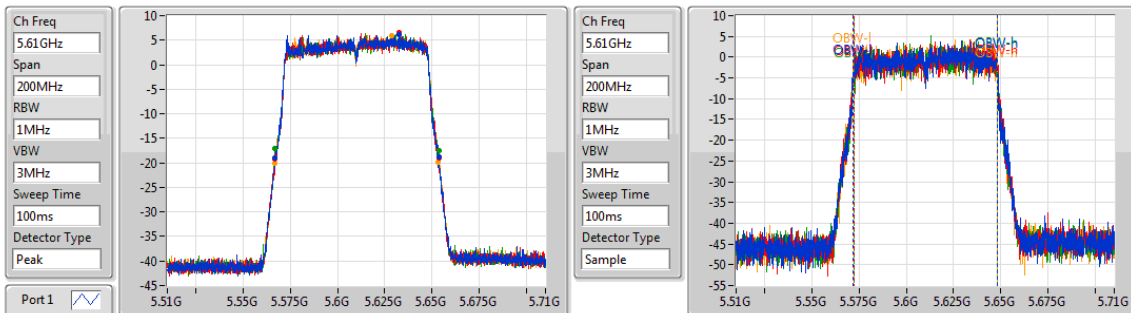 Ch Freq
5.61GHz
Span
200MHz
RBW
1MHz
VBW
3MHz
Sweep Time
100ms
Detector Type
Peak
Port 1
10
5
0
-5
-10
-15
-20
-25
-30
-35
-40
-45
5.51G 5.55G 5.575G 5.6G 5.625G 5.65G 5.675G 5.71G
Ch Freq
5.61GHz
Span
200MHz
RBW
1MHz
VBW
3MHz
Sweep Time
100ms
Detector Type
Sample
10
5
0
-5
-10
-15
-20
-25
-30
-35
-40
-45
-50
-55
OBW-l
OBW-h
5.51G 5.55G 5.575G 5.6G 5.625G 5.65G 5.675G 5.71G